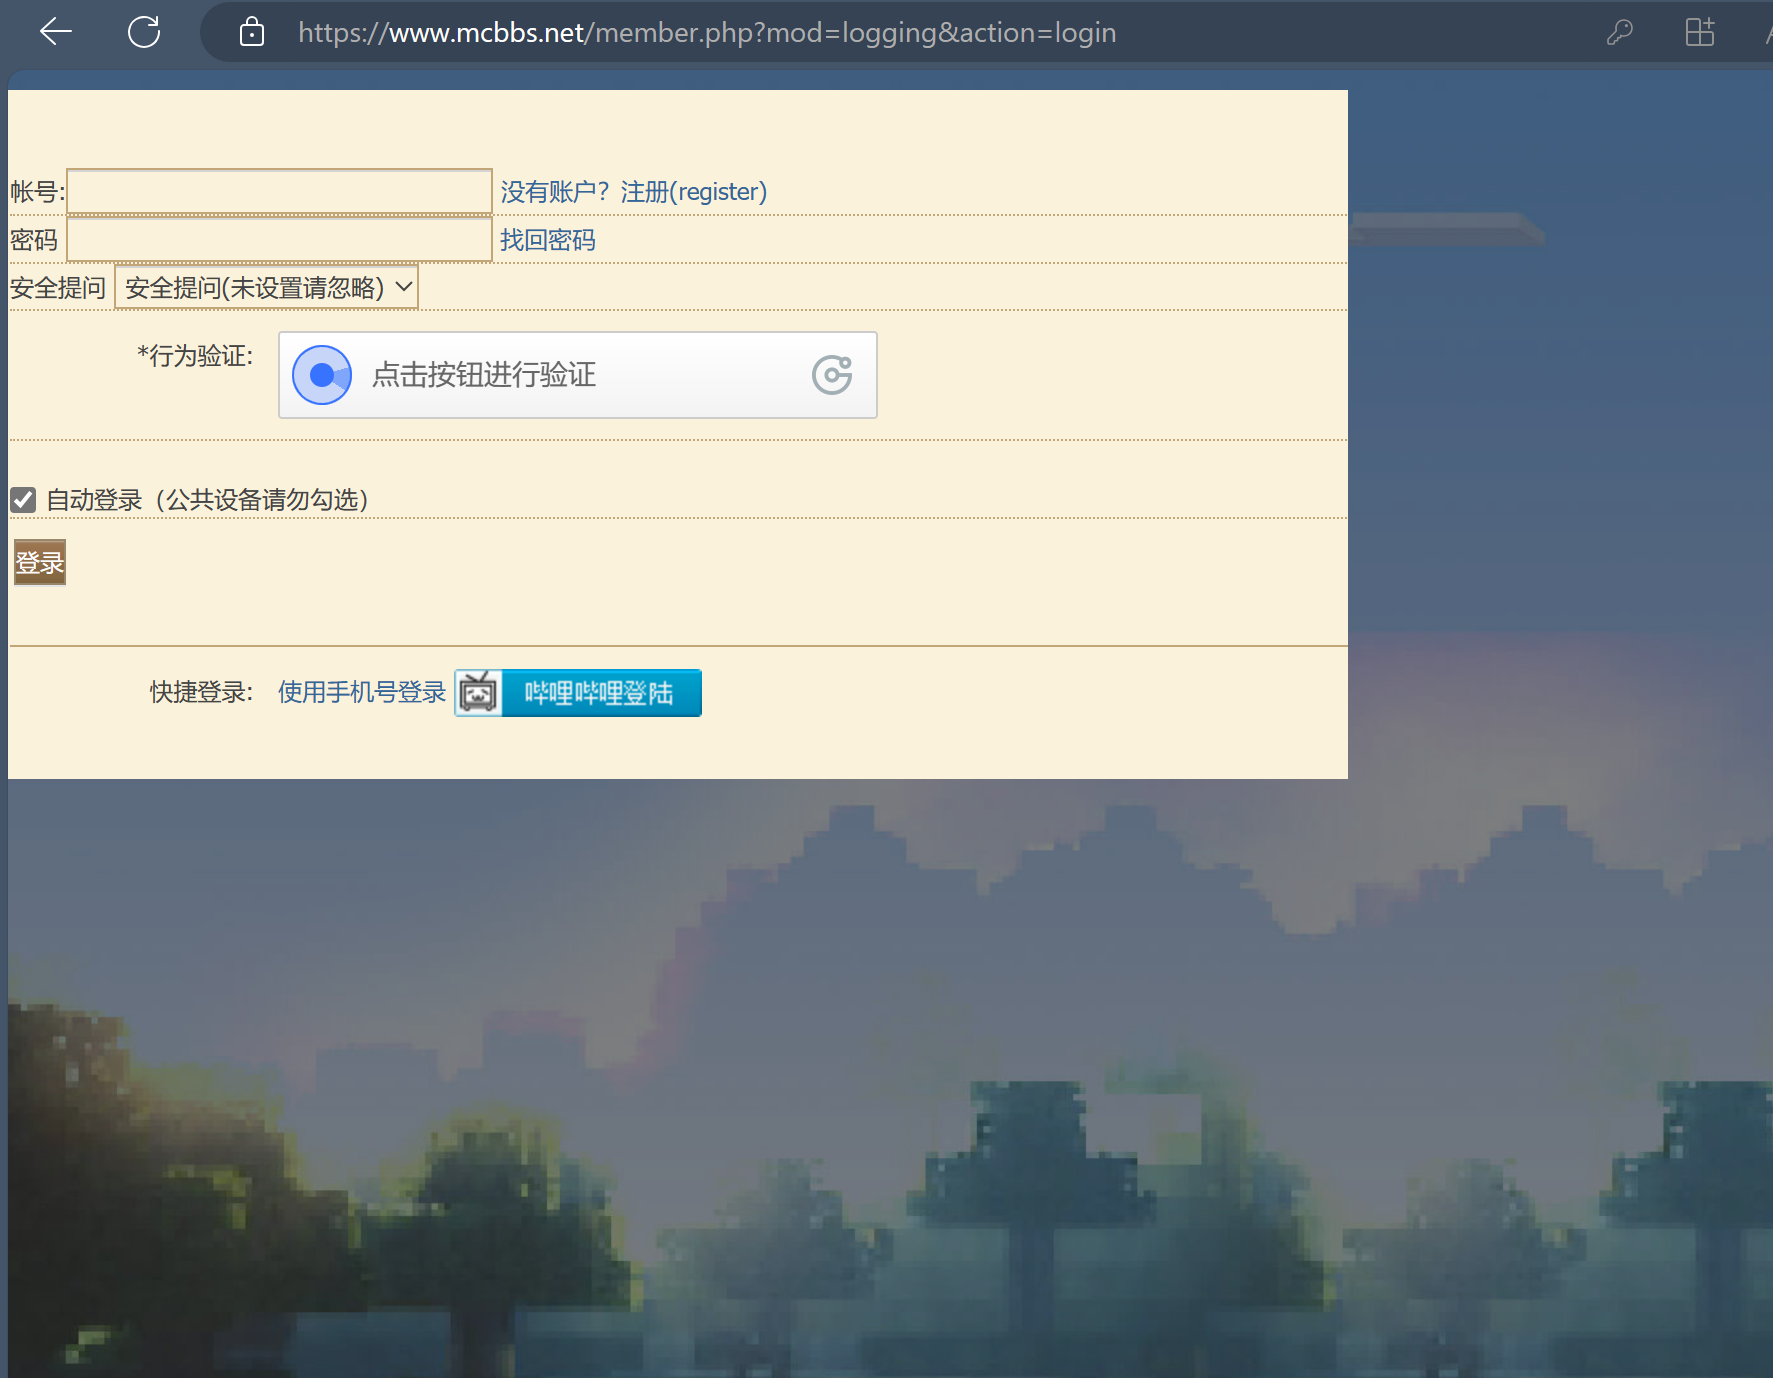 https://www.mcbbs.net/member.php?mod=logging&action=login
帐号: 没有账户？注册(register)
密码 找回密码
安全提问 安全提问(未设置请忽略)
*行为验证: 点击按钮进行验证
自动登录（公共设备请勿勾选）
登录
快捷登录: 使用手机号登录 哔哩哔哩登陆